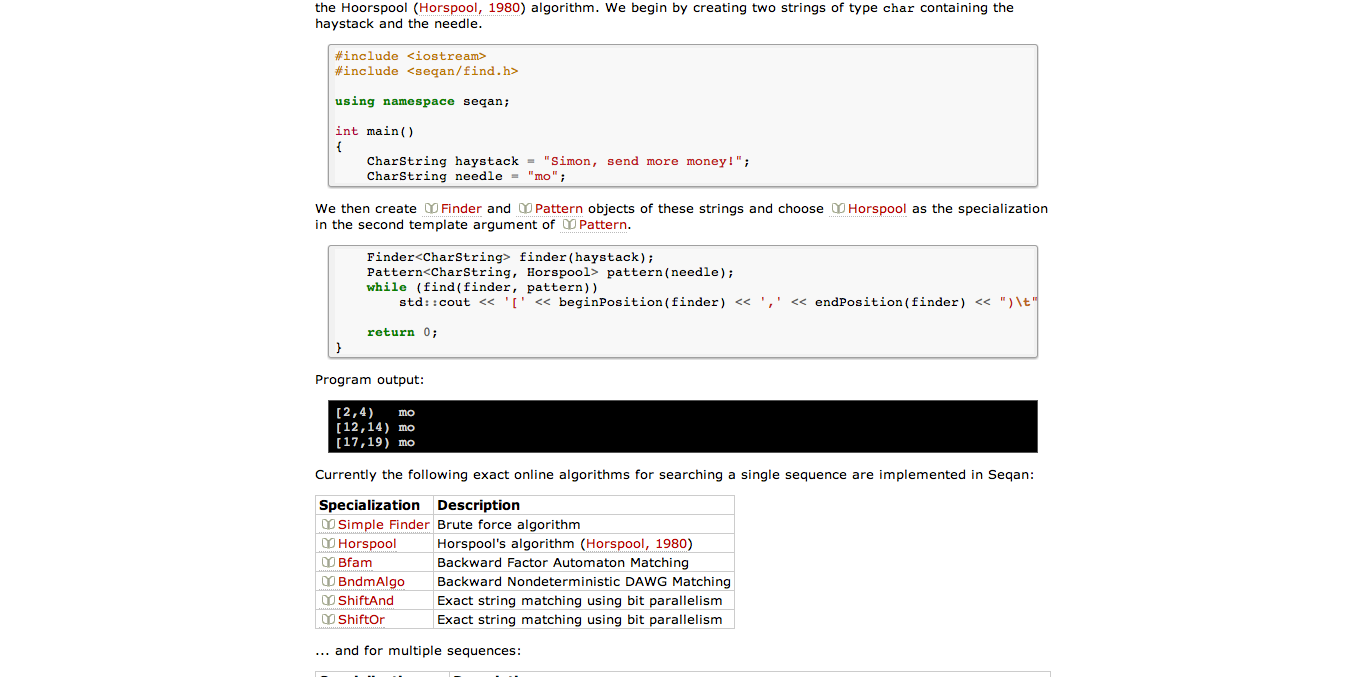 the Hoorspool (Horspool, 1980) algorithm. We begin by creating two strings of type char containing the
haystack and the needle.
#include <iostream>
#include <seqan/find.h>
using namespace seqan;
int main()
{
    CharString haystack = "Simon, send more money!";
    CharString needle = "mo";
We then create Finder and Pattern objects of these strings and choose Horspool as the specialization
in the second template argument of Pattern.
    Finder<CharString> finder(haystack);
    Pattern<CharString, Horspool> pattern(needle);
    while (find(finder, pattern))
        std::cout << '[' << beginPosition(finder) << ',' << endPosition(finder) << ")\t"
    return 0;
}
Program output:
[2,4)   mo
[12,14) mo
[17,19) mo
Currently the following exact online algorithms for searching a single sequence are implemented in Seqan:
Specialization Description
Simple Finder Brute force algorithm
Horspool Horspool's algorithm (Horspool, 1980)
Bfam Backward Factor Automaton Matching
BndmAlgo Backward Nondeterministic DAWG Matching
ShiftAnd Exact string matching using bit parallelism
ShiftOr Exact string matching using bit parallelism
... and for multiple sequences: